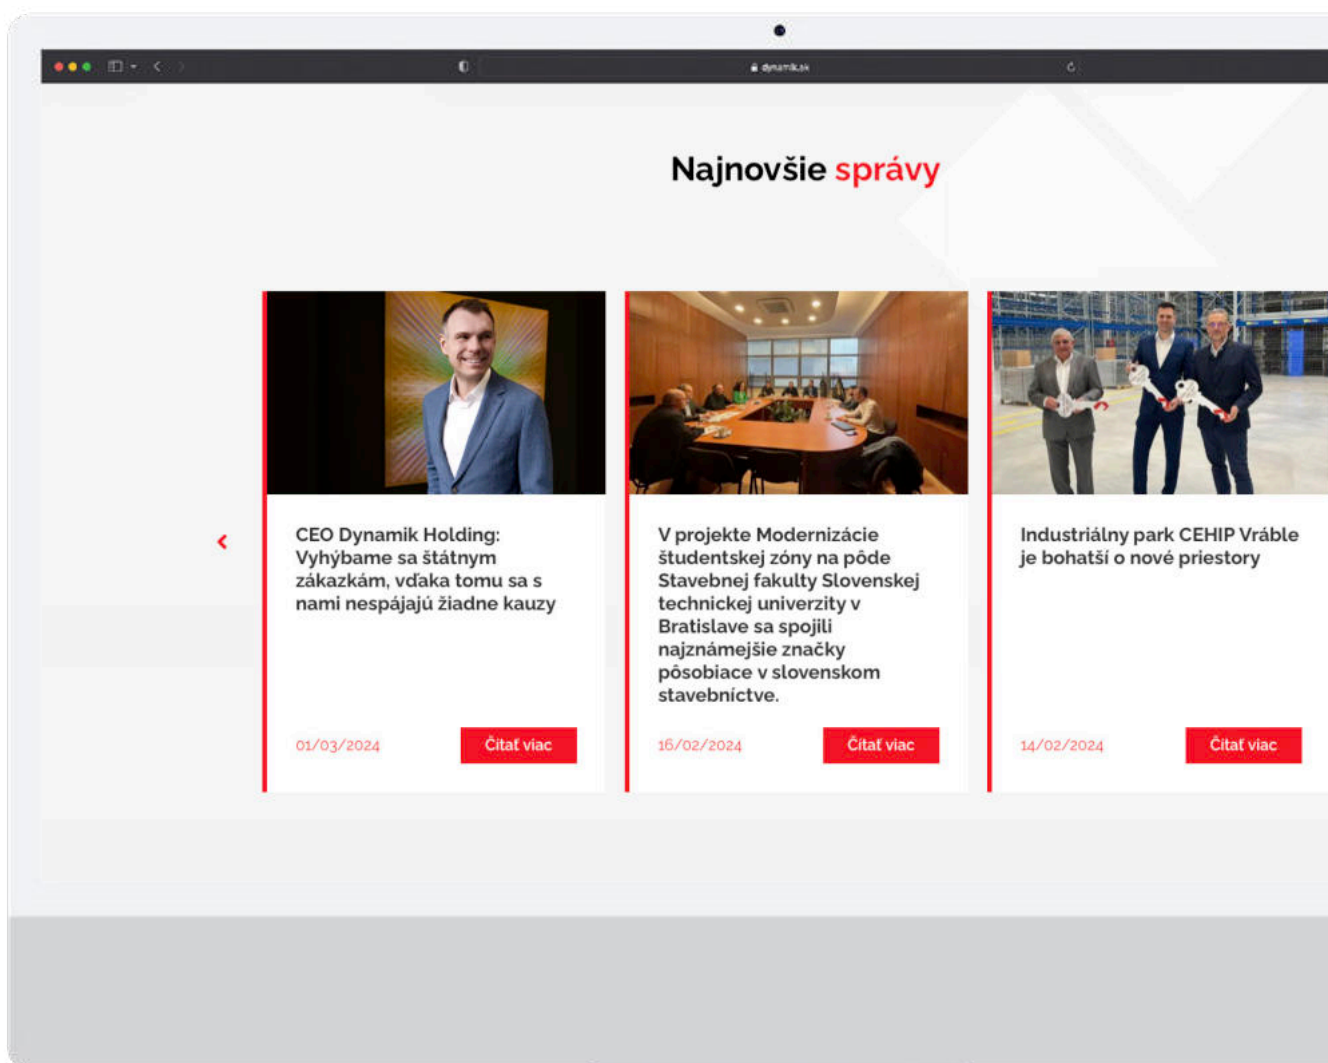 dynamik.sk
Najnovšie správy
CEO Dynamik Holding:
Vyhýbame sa štátnym
zákazkám, vďaka tomu sa s
nami nespájajú žiadne kauzy
01/03/2024
Čítať viac
V projekte Modernizácie
študentskej zóny na pôde
Stavebnej fakulty Slovenskej
technickej univerzity v
Bratislave sa spojili
najznámejšie značky
pôsobiace v slovenskom
stavebníctve.
16/02/2024
Čítať viac
Industriálny park CEHIP Vráble
je bohatší o nové priestory
14/02/2024
Čítať viac